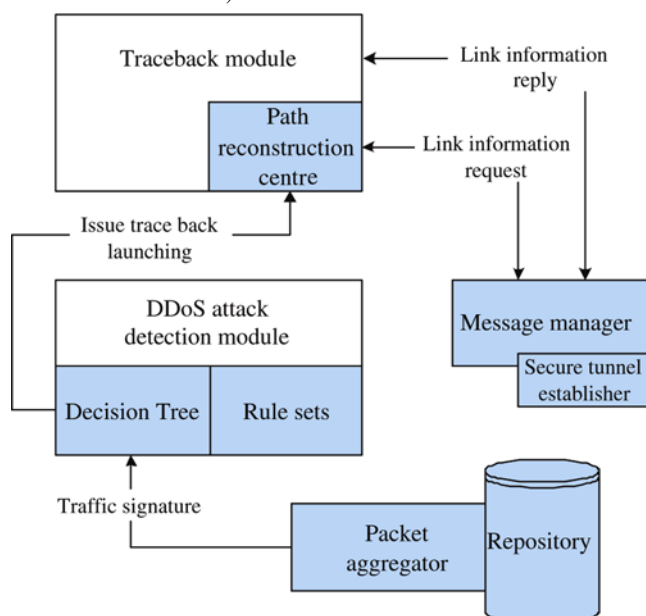 )
Traceback module
Path
reconstruction
centre
Link information
reply
Link information
request
Issue trace back
launching
DDoS attack
detection module
Decision Tree
Rule sets
Message manager
Secure tunnel
establisher
Traffic signature
Packet
aggregator
Repository